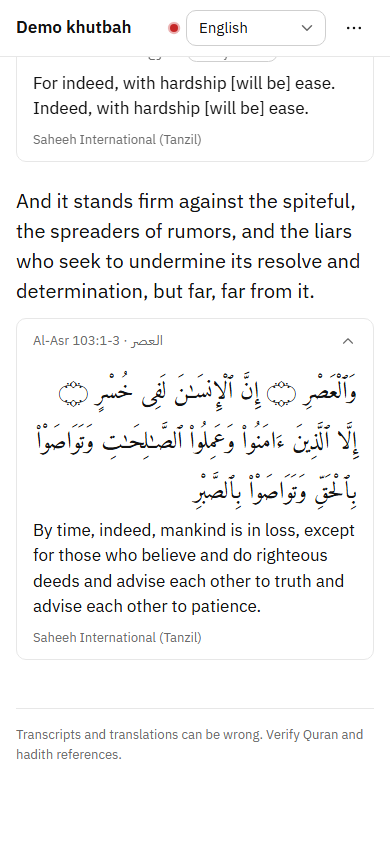 Demo khutbah
English
For indeed, with hardship [will be] ease.
Indeed, with hardship [will be] ease.
Saheeh International (Tanzil)
And it stands firm against the spiteful,
the spreaders of rumors, and the liars
who seek to undermine its resolve and
determination, but far, far from it.
Al-Asr 103:1-3 · العصر
وَٱلْعَصْرِ ۝ إِنَّ ٱلْإِنسَـٰنَ لَفِى خُسْرٍ ۝
إِلَّا ٱلَّذِينَ ءَامَنُوا۟ وَعَمِلُوا۟ ٱلصَّـٰلِحَـٰتِ وَتَوَاصَوْا۟
بِٱلْحَقِّ وَتَوَاصَوْا۟ بِٱلصَّبْرِ
By time, indeed, mankind is in loss, except
for those who believe and do righteous
deeds and advise each other to truth and
advise each other to patience.
Saheeh International (Tanzil)
Transcripts and translations can be wrong. Verify Quran and
hadith references.